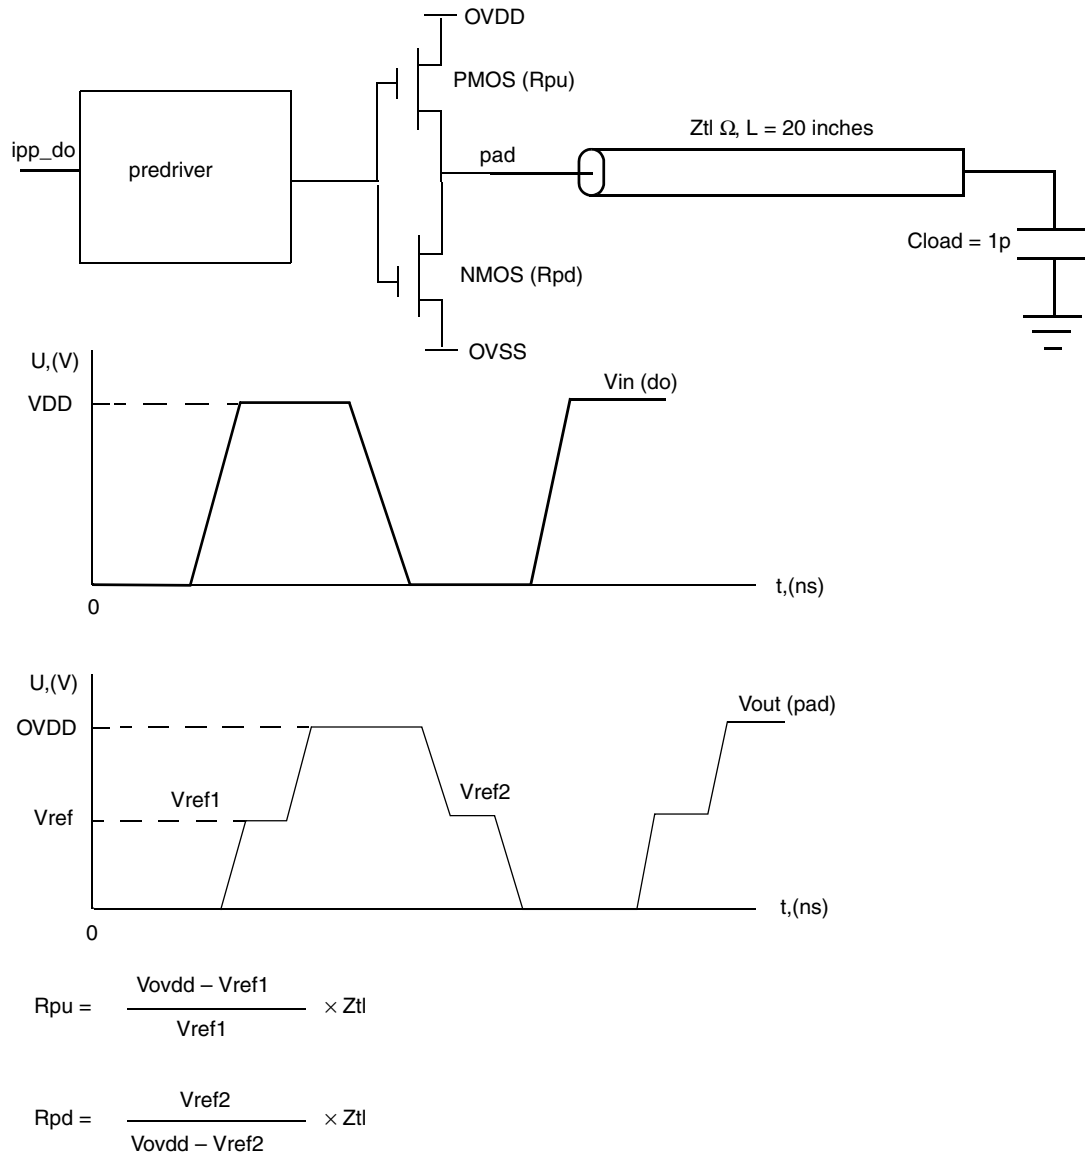 OVDD
PMOS (Rpu)
Ztl Ω, L = 20 inches
ipp_do
predriver
pad
Cload = 1p
NMOS (Rpd)
OVSS
U,(V)
VDD
Vin (do)
t,(ns)
0
U,(V)
OVDD
Vout (pad)
Vref1
Vref2
Vref
t,(ns)
0
Vovdd – Vref1
Rpu = × Ztl
Vref1
Vref2
Rpd = × Ztl
Vovdd – Vref2